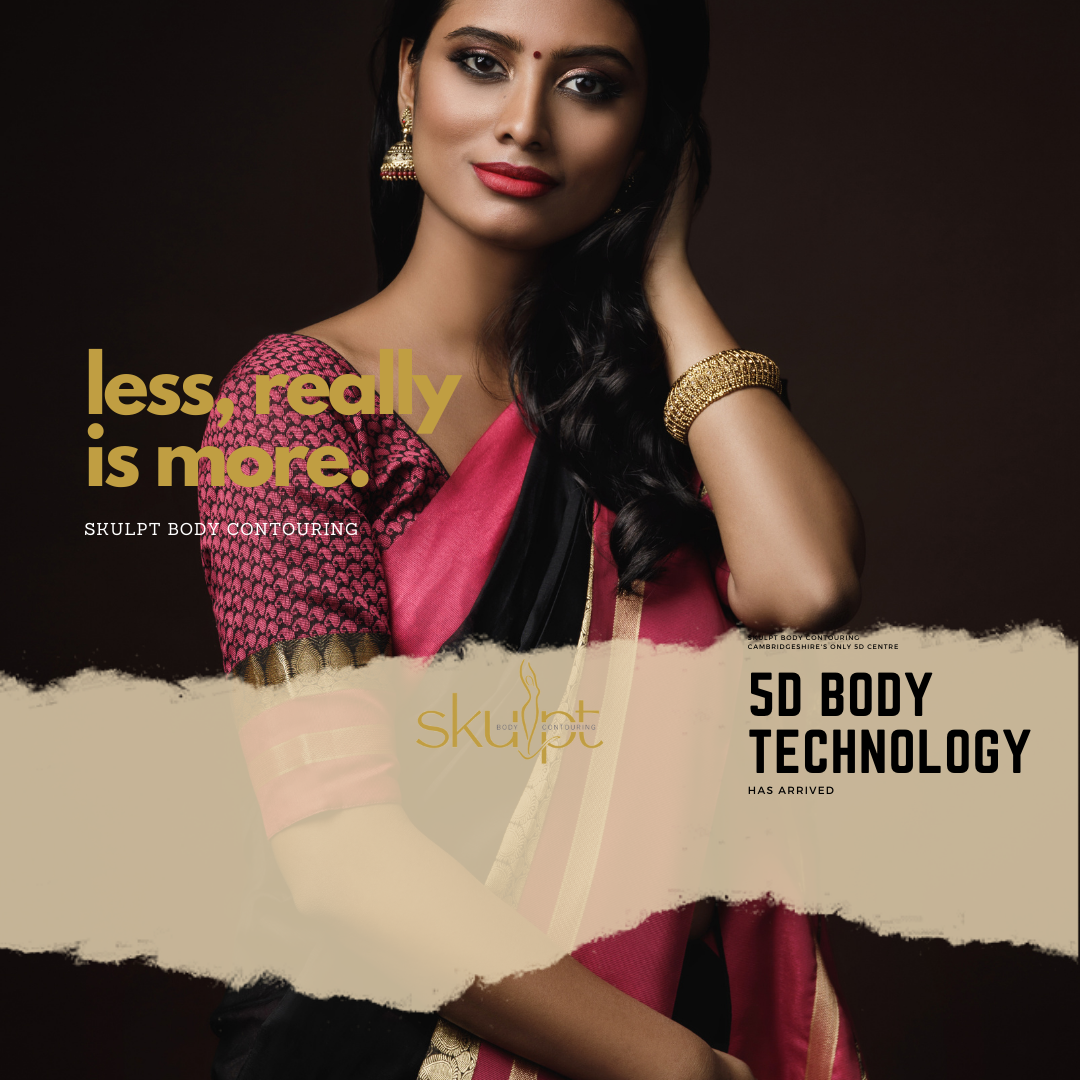 less, really
is more.
SKULPT BODY CONTOURING
SKULPT BODY CONTOURING
CAMBRIDGESHIRE'S ONLY 5D CENTRE
skulpt
BODY CONTOURING
5D BODY
TECHNOLOGY
HAS ARRIVED